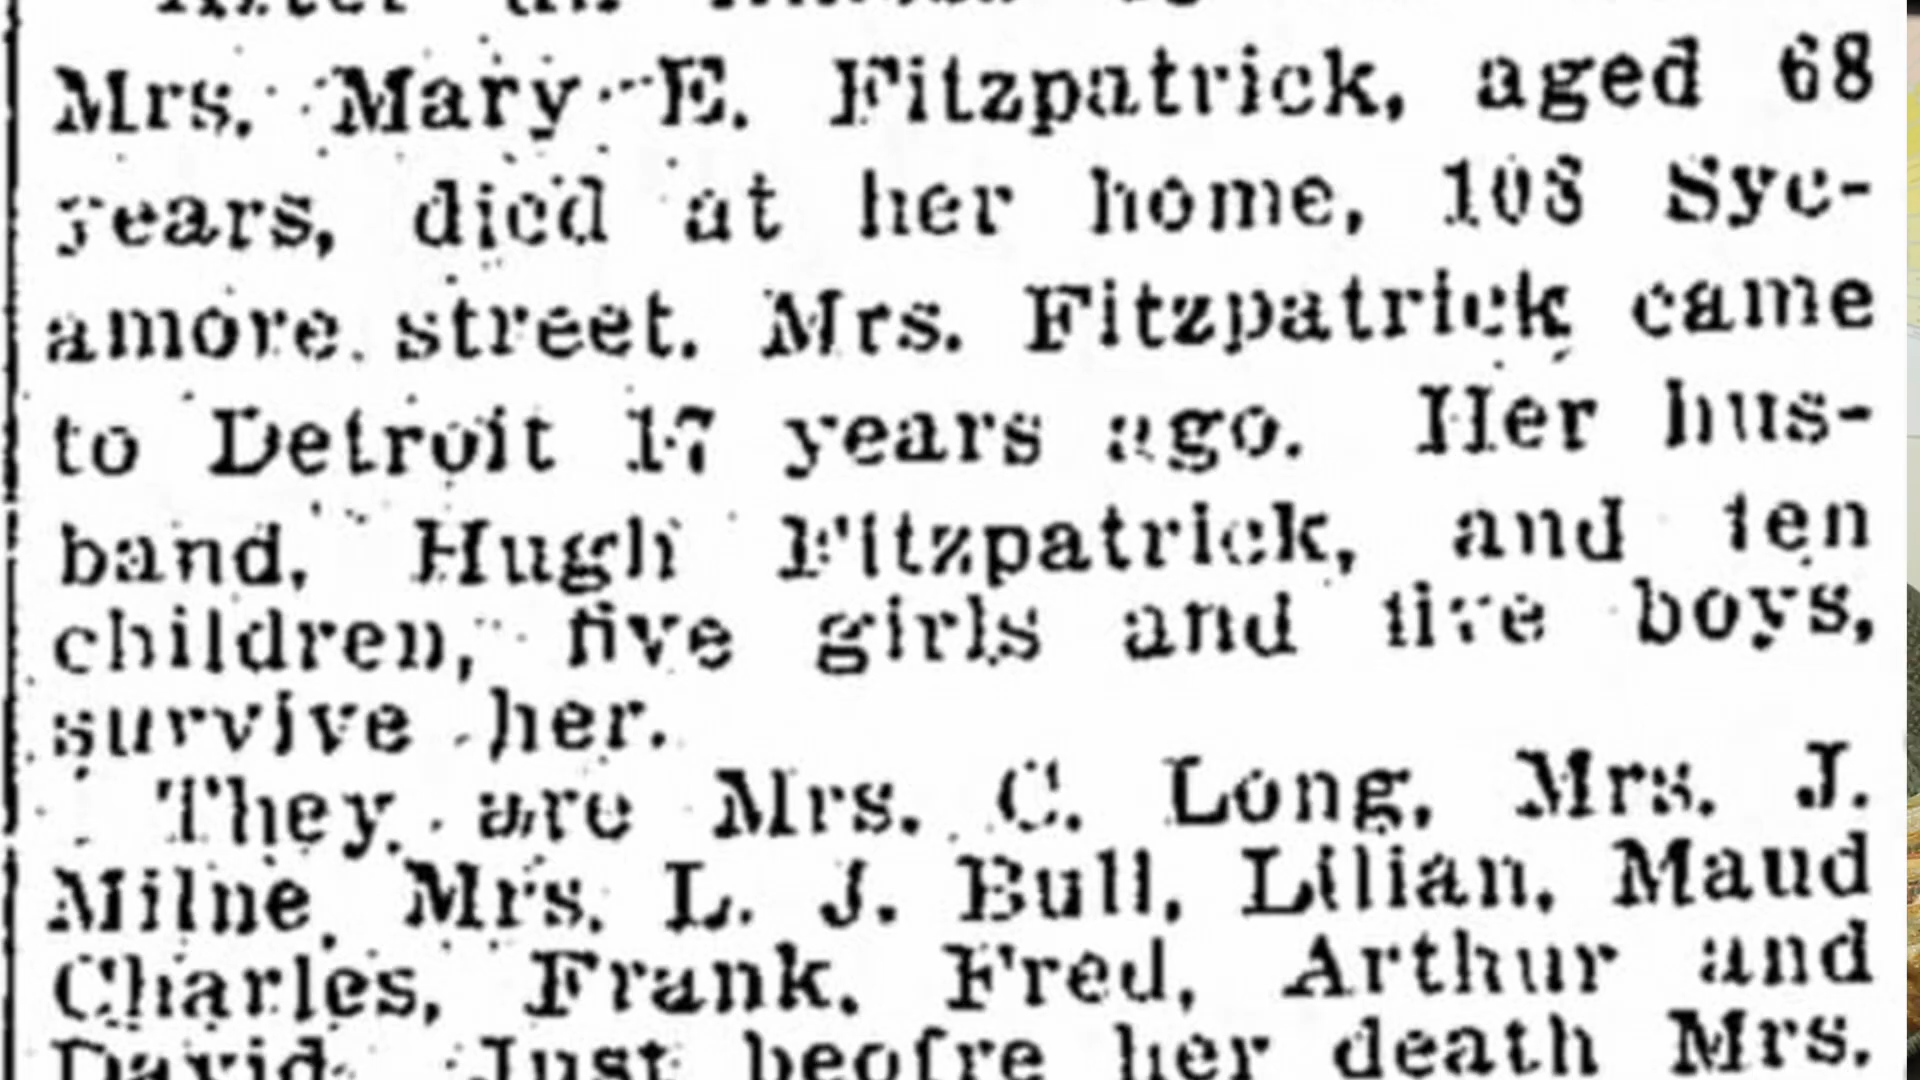 Mrs. Mary E. Fitzpatrick, aged 68
years, died at her home, 103 Syc-
amore street. Mrs. Fitzpatrick came
to Detroit 17 years ago. Her hus-
band, Hugh Fitzpatrick, and ten
children, five girls and five boys,
survive her.
They are Mrs. C. Long, Mrs. J.
Milne, Mrs. L. J. Bull, Lilian, Maud
Charles, Frank, Fred, Arthur and
David. Just beofre her death Mrs.